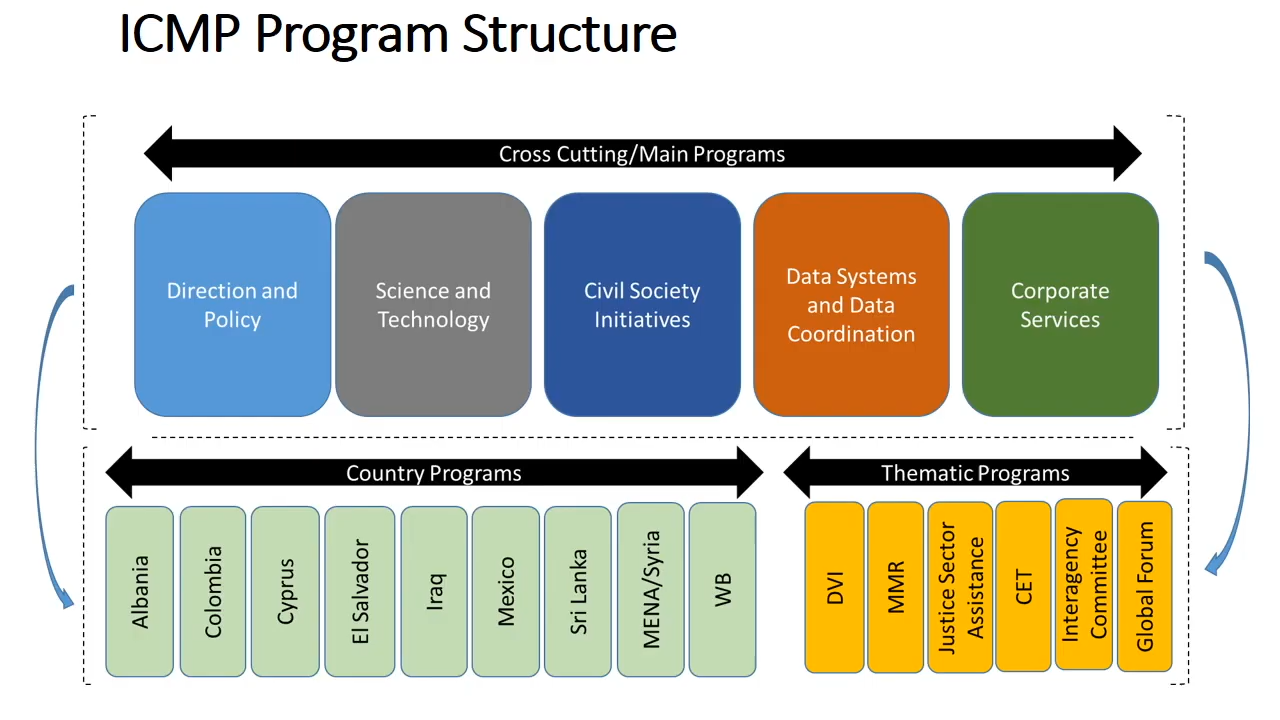 ICMP Program Structure
Cross Cutting/Main Programs
Direction and
Policy
Science and
Technology
Civil Society
Initiatives
Data Systems
and Data
Coordination
Corporate
Services
Country Programs
Thematic Programs
Albania
Colombia
Cyprus
El Salvador
Iraq
Mexico
Sri Lanka
MENA/Syria
WB
DVI
MMR
Justice Sector
Assistance
CET
Interagency
Committee
Global Forum